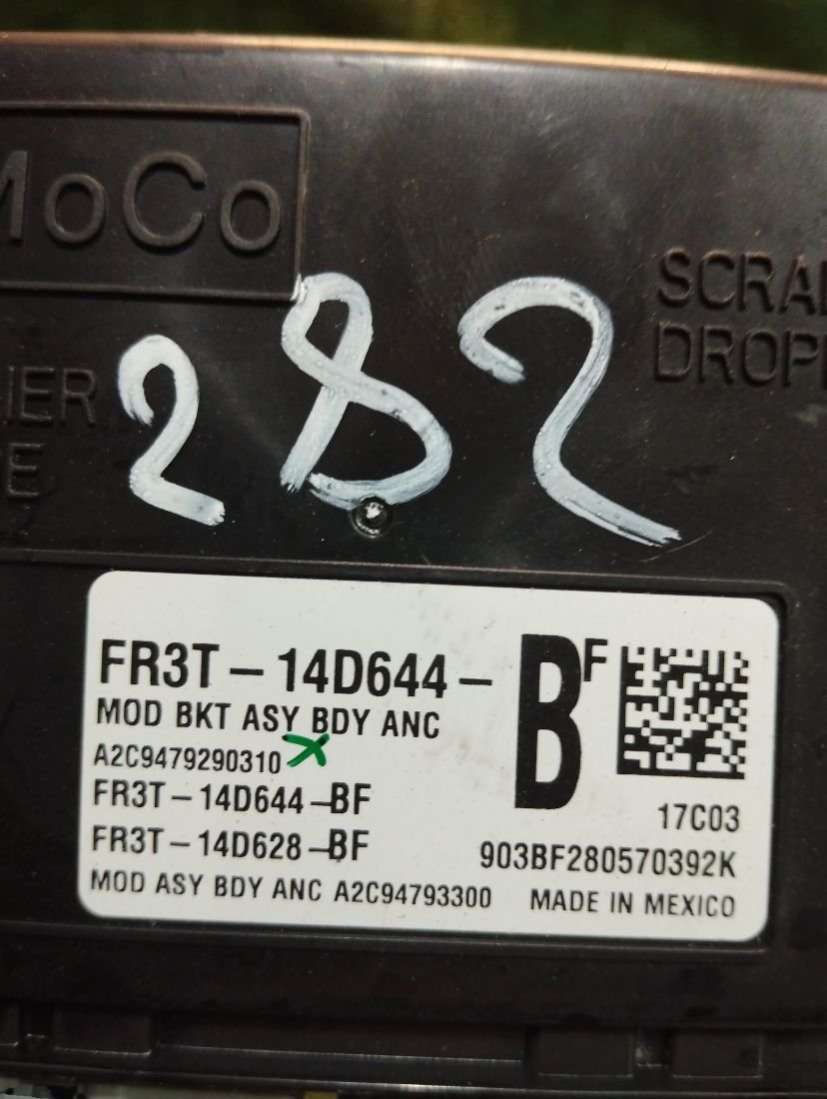 MoCo
SCRA
DROP
IER
E
282
FR3T-14D644-BF
MOD BKT ASY BDY ANC
A2C9479290310
FR3T-14D644-BF
17C03
FR3T-14D628-BF
903BF280570392K
MOD ASY BDY ANC A2C94793300 MADE IN MEXICO